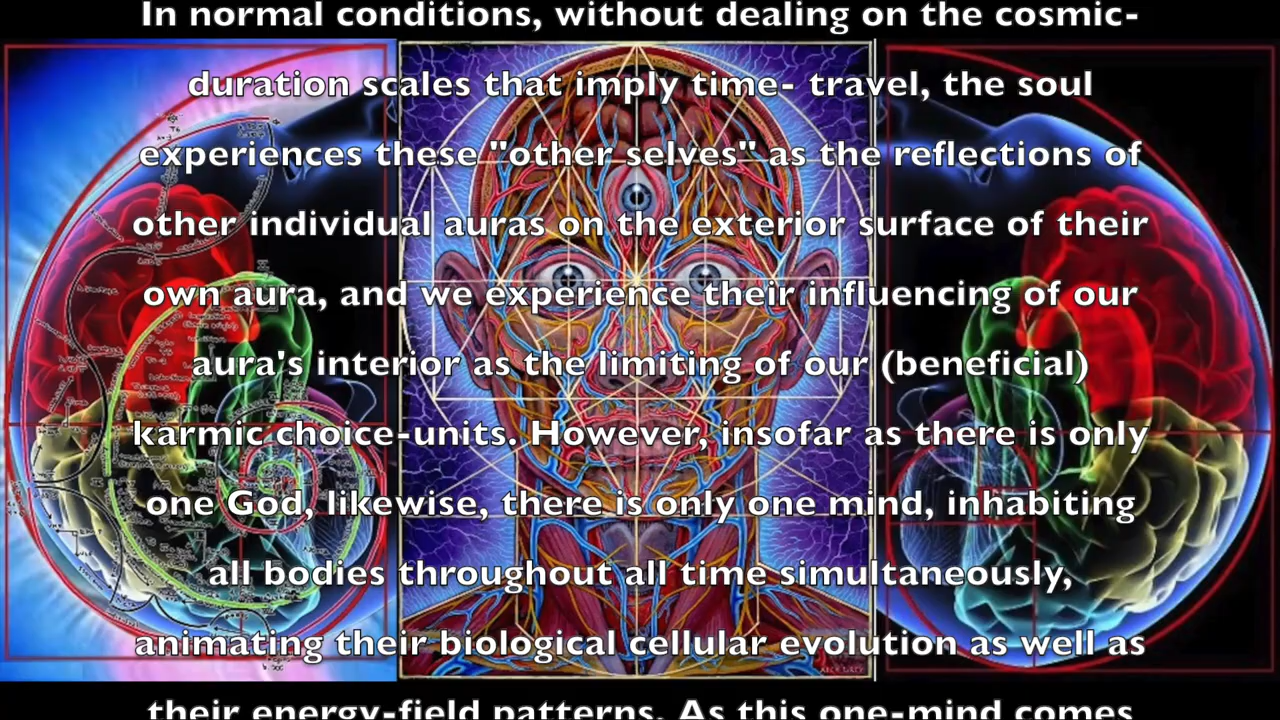 In normal conditions, without dealing on the cosmic-
duration scales that imply time- travel, the soul
experiences these "other selves" as the reflections of
other individual auras on the exterior surface of their
own aura, and we experience their influencing of our
aura's interior as the limiting of our (beneficial)
karmic choice-units. However, insofar as there is only
one God, likewise, there is only one mind, inhabiting
all bodies throughout all time simultaneously,
animating their biological cellular evolution as well as
their energy-field patterns. As this one-mind comes